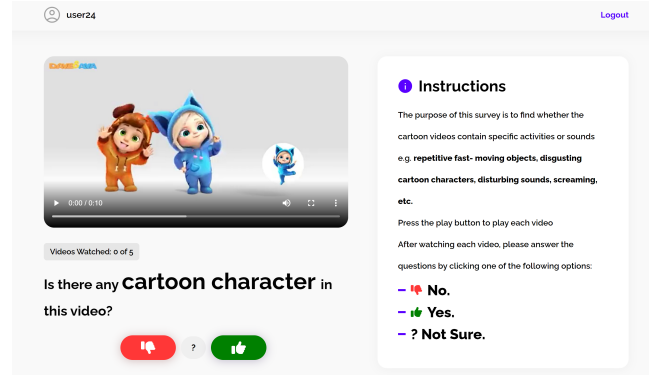 user24
Logout
DAVE AND AVA
0:00 / 0:10
Videos Watched: 0 of 5
Is there any cartoon character in
this video?
?
Instructions
The purpose of this survey is to find whether the
cartoon videos contain specific activities or sounds
e.g. repetitive fast- moving objects, disgusting
cartoon characters, disturbing sounds, screaming,
etc.
Press the play button to play each video
After watching each video, please answer the
questions by clicking one of the following options:
– No.
– Yes.
– ? Not Sure.